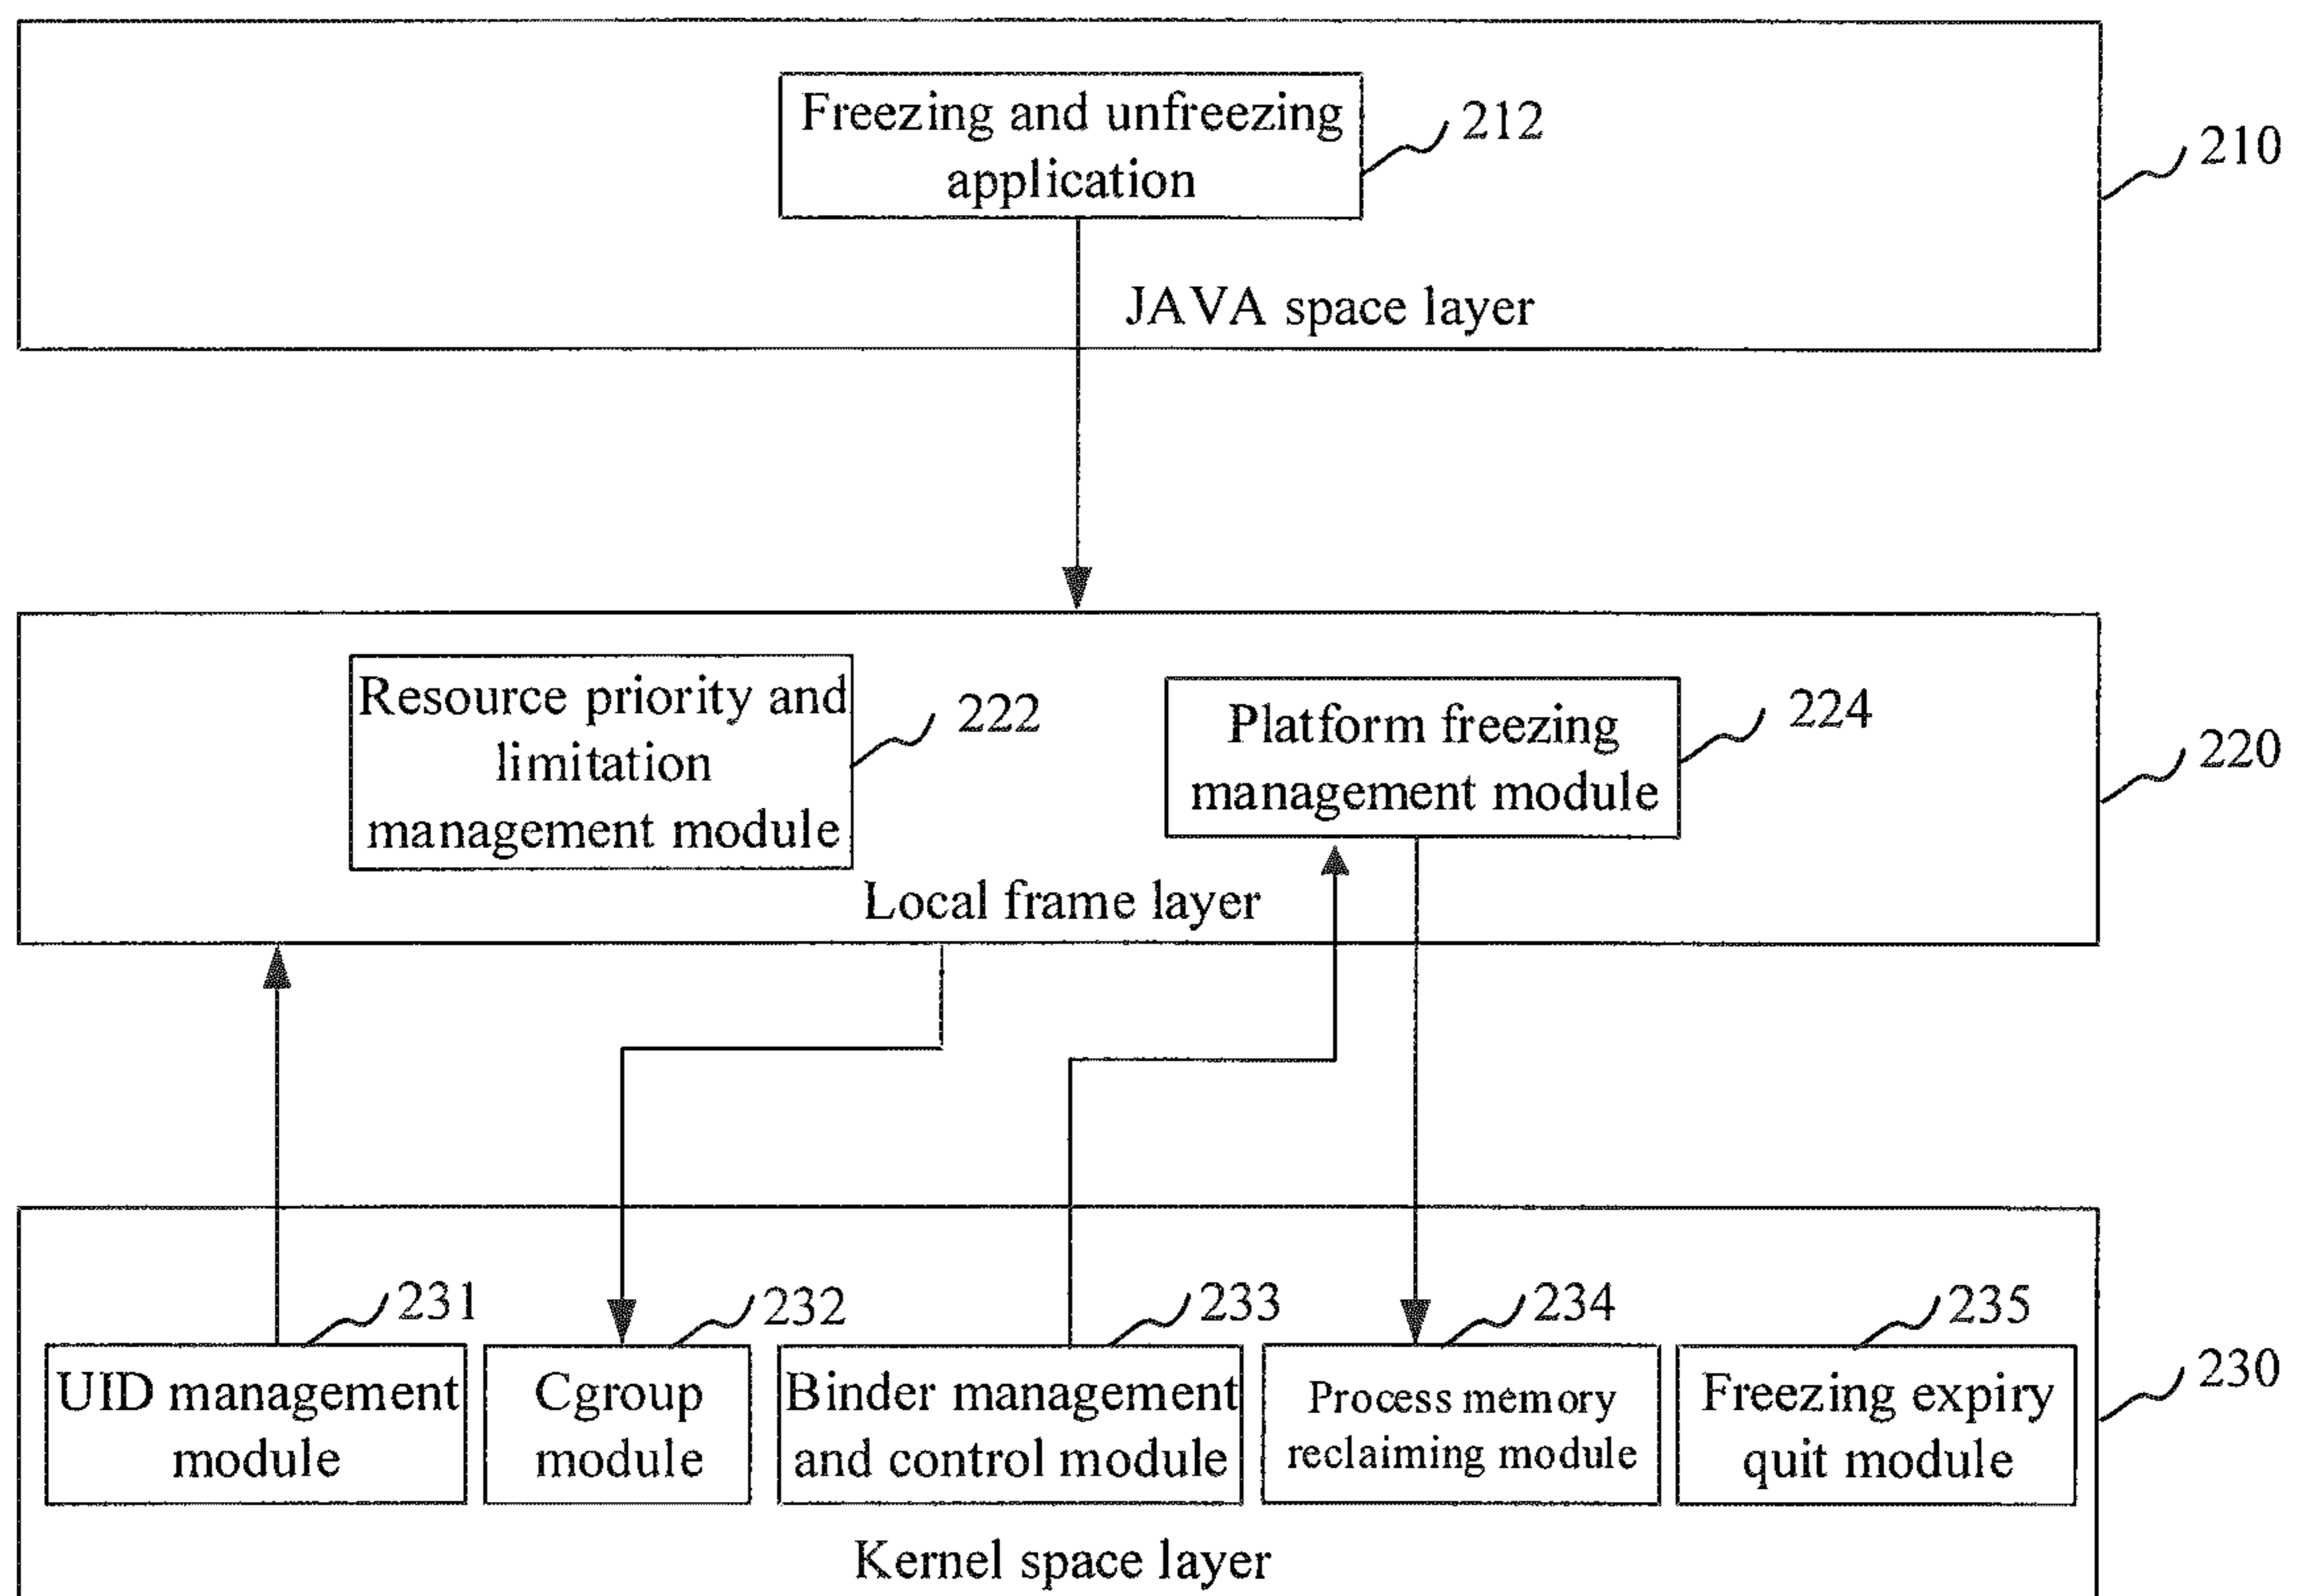 Freezing and unfreezing
application
212
210
JAVA space layer
Resource priority and
limitation
management module
222
Platform freezing
management module
224
220
Local frame layer
231
232
233
234
235
230
UID management
module
Cgroup
module
Binder management
and control module
Process memory
reclaiming module
Freezing expiry
quit module
Kernel space layer